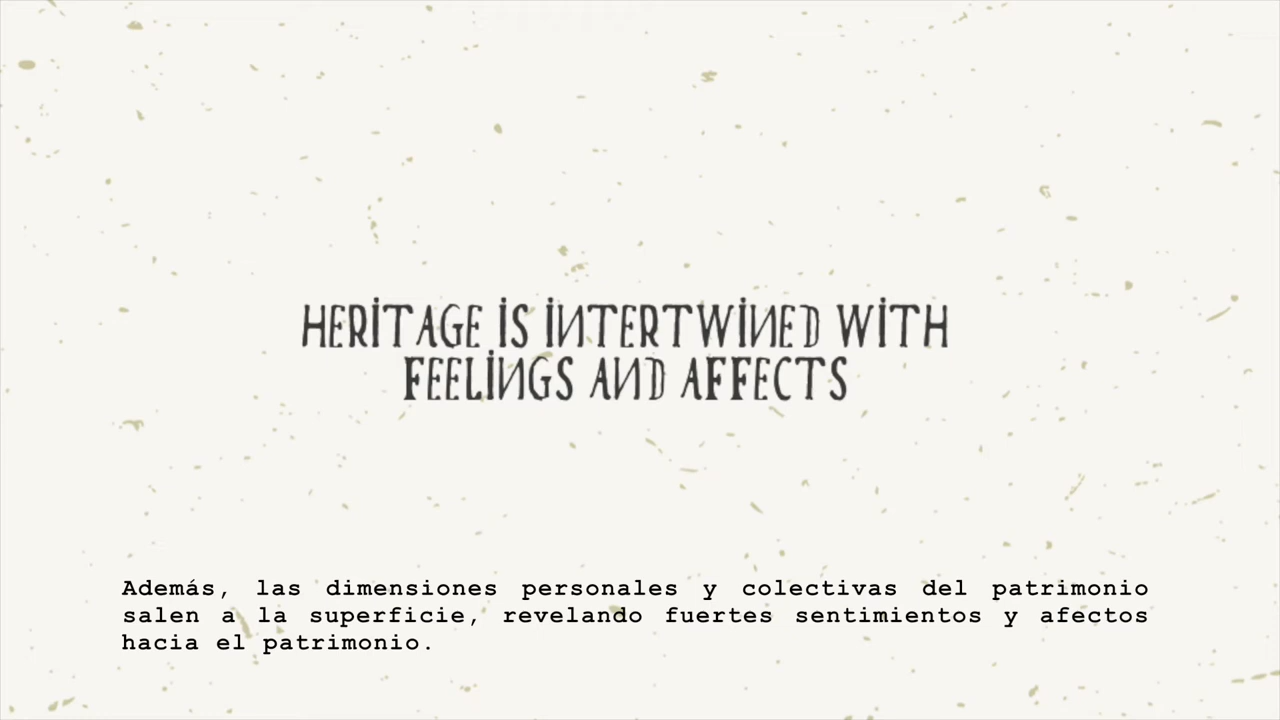 HERITAGE IS INTERTWINED WITH
FEELINGS AND AFFECTS
Además, las dimensiones personales y colectivas del patrimonio
salen a la superficie, revelando fuertes sentimientos y afectos
hacia el patrimonio.